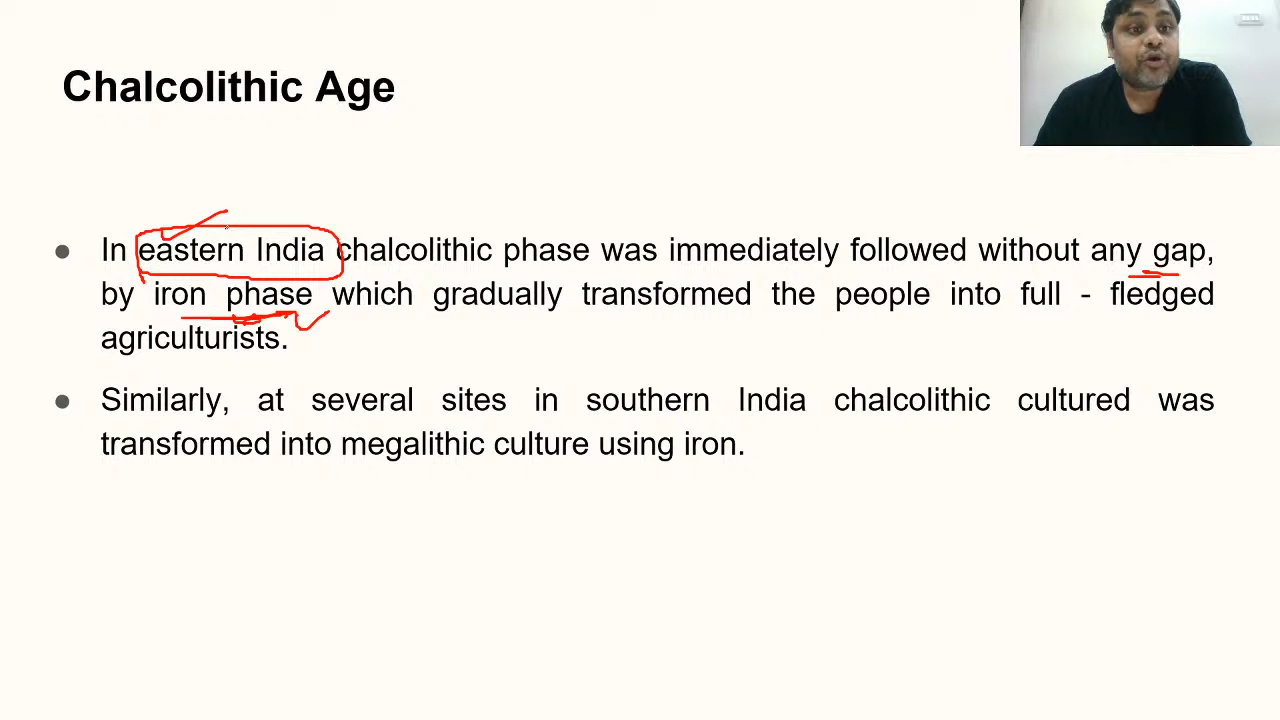 Chalcolithic Age
● In eastern India chalcolithic phase was immediately followed without any gap,
by iron phase which gradually transformed the people into full - fledged
agriculturists.
● Similarly, at several sites in southern India chalcolithic cultured was
transformed into megalithic culture using iron.